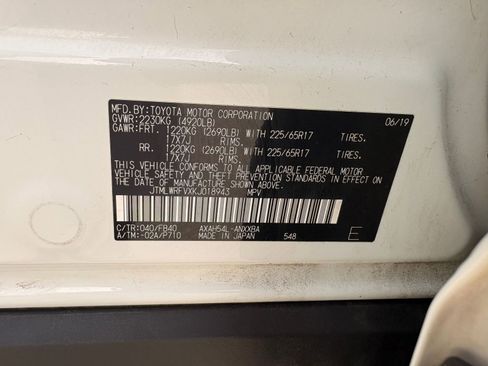 MFD.BY:TOYOTA MOTOR CORPORATION 06/19
GVWR:2230KG (4920LB)
GAWR:FRT. 1220KG (2690LB) WITH 225/65R17 TIRES.
17X7J RIMS.
RR. 1220KG (2690LB) WITH 225/65R17 TIRES.
17X7J RIMS.
THIS VEHICLE CONFORMS TO ALL APPLICABLE FEDERAL MOTOR
VEHICLE SAFETY AND THEFT PREVENTION STANDARDS IN EFFECT
ON THE DATE OF MANUFACTURE SHOWN ABOVE.
JTMLWRFVXKJ018943 MPV
C/TR:040/FB40 AXAH54L-ANXXBA
A/TM:-02A/P710 MADE IN JAPAN 548 E